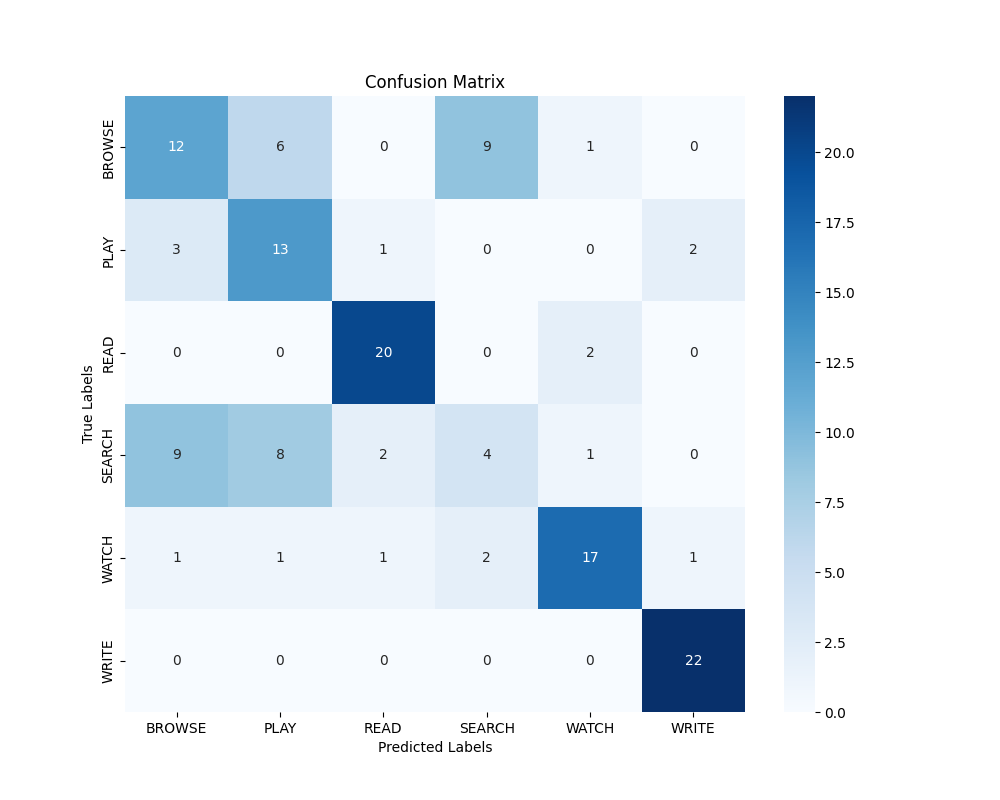 Confusion Matrix
BROWSE 12 6 0 9 1 0
PLAY 3 13 1 0 0 2
READ 0 0 20 0 2 0
SEARCH 9 8 2 4 1 0
WATCH 1 1 1 2 17 1
WRITE 0 0 0 0 0 22
BROWSE PLAY READ SEARCH WATCH WRITE
Predicted Labels
True Labels
20.0
17.5
15.0
12.5
10.0
7.5
5.0
2.5
0.0